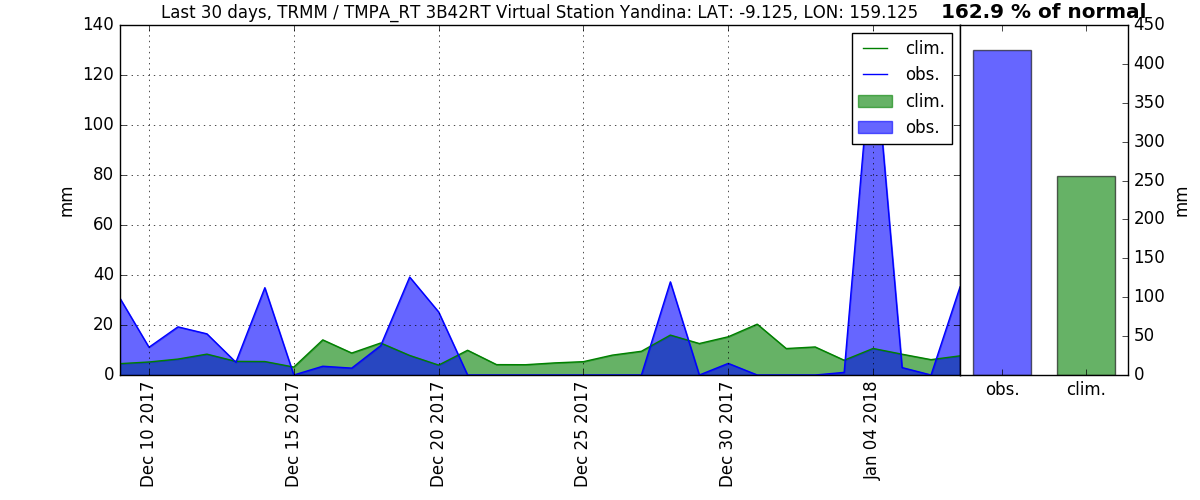 Last 30 days, TRMM / TMPA_RT 3B42RT Virtual Station Yandina: LAT: -9.125, LON: 159.125
162.9 % of normal
140
120
100
80
60
40
20
0
mm
clim.
obs.
clim.
obs.
450
400
350
300
250
200
150
100
50
0
mm
Dec 10 2017
Dec 15 2017
Dec 20 2017
Dec 25 2017
Dec 30 2017
Jan 04 2018
obs.
clim.